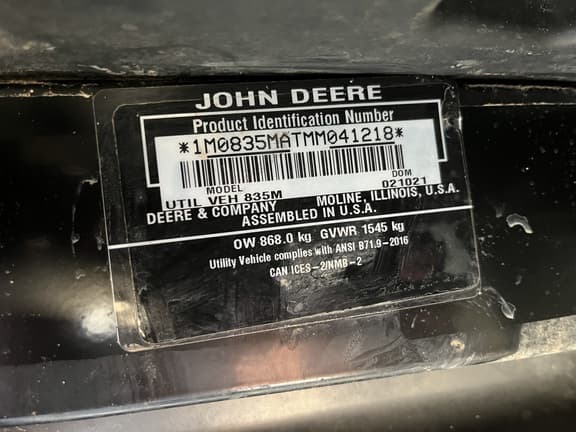 JOHN DEERE
Product Identification Number
*1M0835MATMM041218*
MODEL DOM
UTIL VEH 835M 021021
DEERE & COMPANY MOLINE, ILLINOIS, U.S.A.
ASSEMBLED IN U.S.A.
OW 868.0 kg GVWR 1545 kg
Utility Vehicle complies with ANSI B71.9-2016
CAN ICES-2/NMB-2